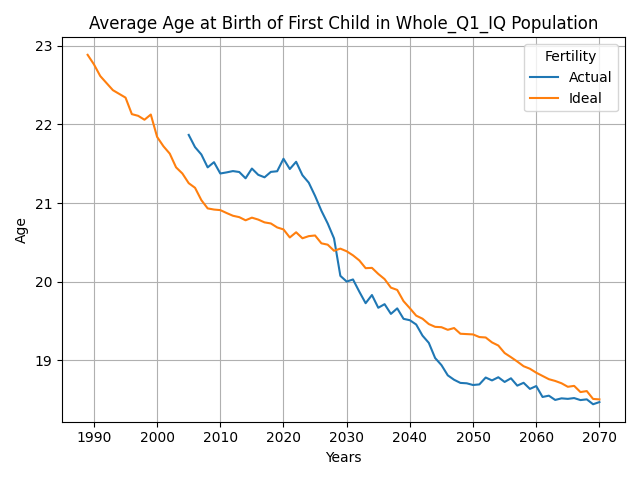 Average Age at Birth of First Child in Whole_Q1_IQ Population
Fertility
Actual
Ideal
Age
23
22
21
20
19
1990
2000
2010
2020
2030
2040
2050
2060
2070
Years